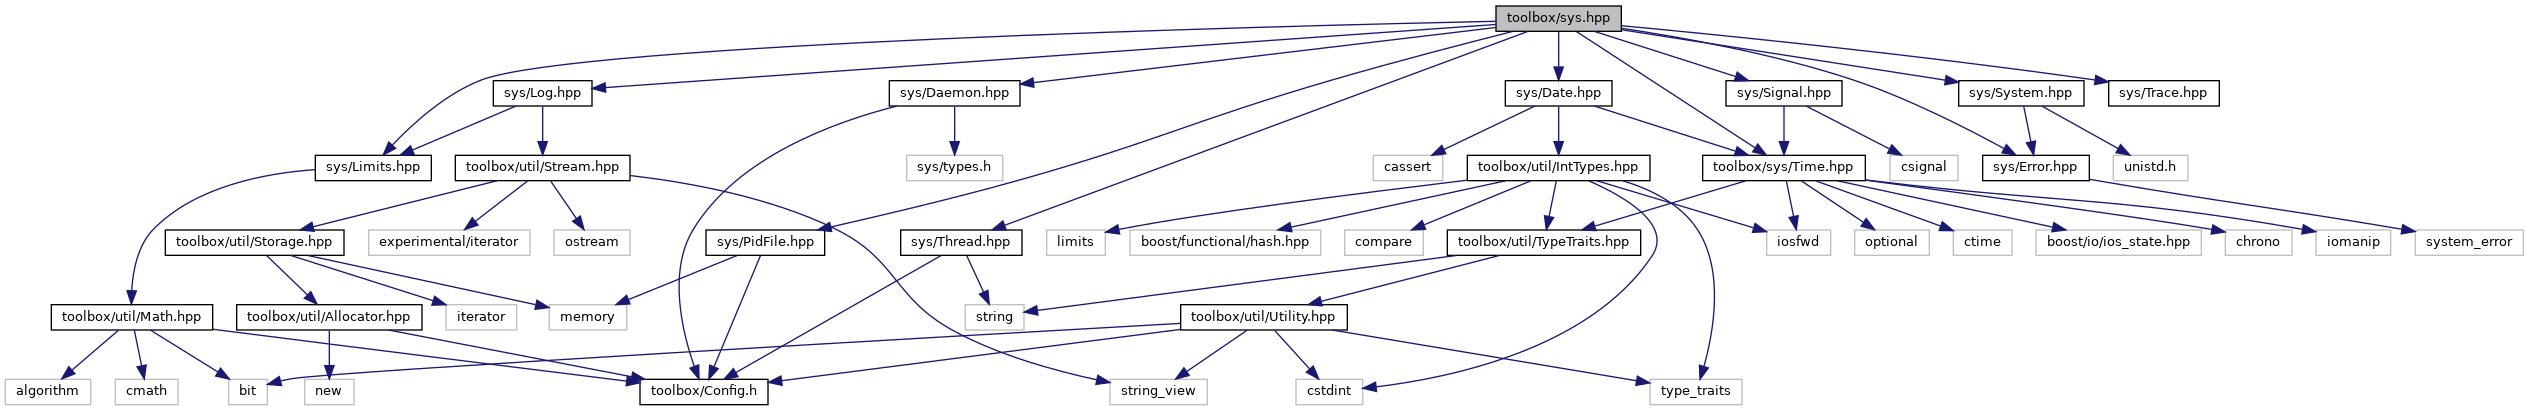 toolbox/sys.hpp
sys/Log.hpp
sys/Daemon.hpp
sys/Date.hpp
sys/Signal.hpp
sys/System.hpp
sys/Trace.hpp
sys/Limits.hpp
toolbox/util/Stream.hpp
sys/types.h
cassert
toolbox/util/IntTypes.hpp
toolbox/sys/Time.hpp
csignal
sys/Error.hpp
unistd.h
toolbox/util/Storage.hpp
experimental/iterator
ostream
sys/PidFile.hpp
sys/Thread.hpp
limits
boost/functional/hash.hpp
compare
toolbox/util/TypeTraits.hpp
iosfwd
optional
ctime
boost/io/ios_state.hpp
chrono
iomanip
system_error
toolbox/util/Math.hpp
toolbox/util/Allocator.hpp
iterator
memory
string
toolbox/util/Utility.hpp
algorithm
cmath
bit
new
toolbox/Config.h
string_view
cstdint
type_traits